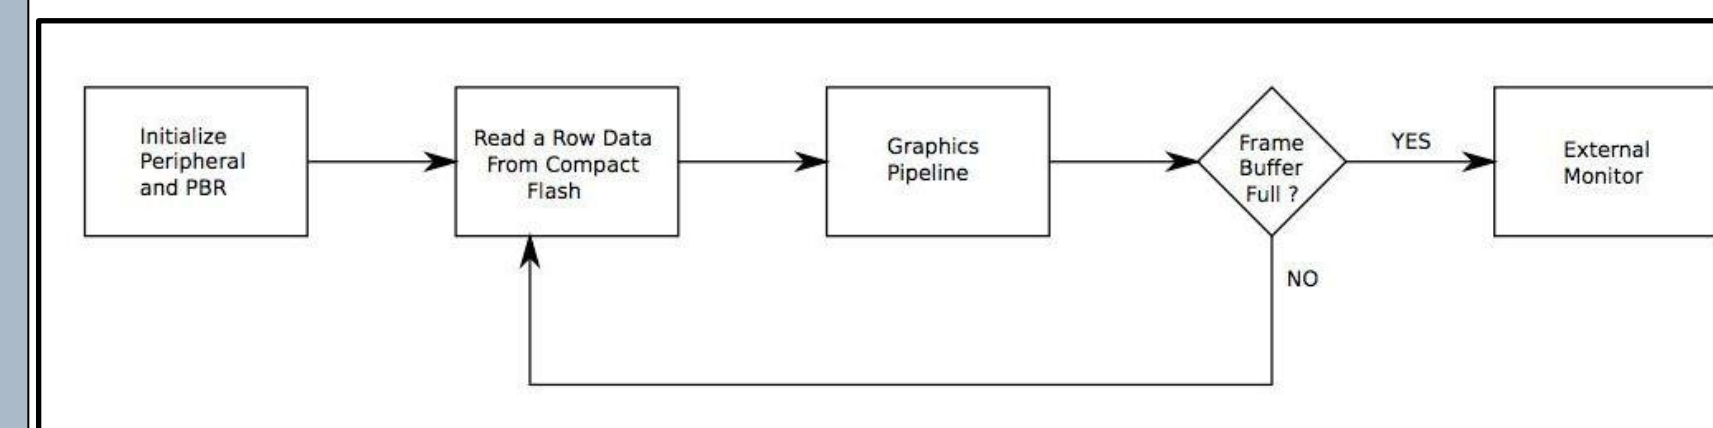 Initialize
Peripheral
and PBR
Read a Row Data
From Compact
Flash
Graphics
Pipeline
Frame
Buffer
Full ?
YES
External
Monitor
NO